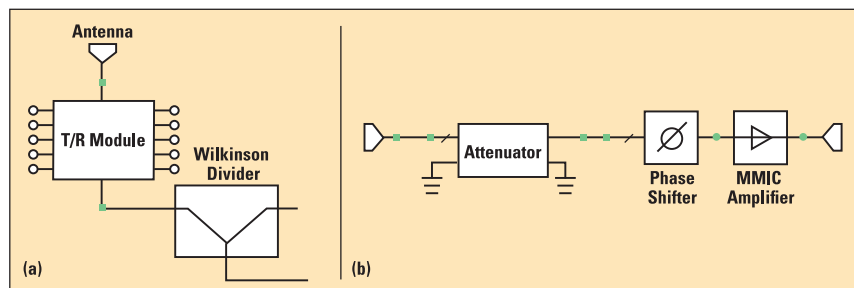 Antenna
T/R Module
Wilkinson
Divider
(a)
Attenuator
Phase
Shifter
MMIC
Amplifier
(b)